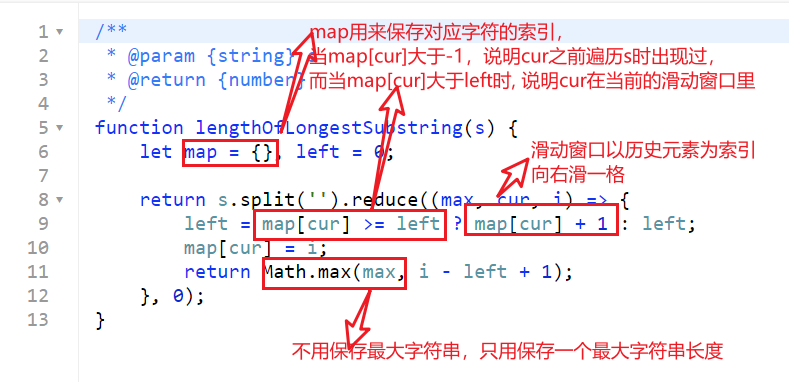 1 /**
map用来保存对应字符的索引，
2 * @param {string}
当map[cur]大于-1，说明cur之前遍历s时出现过，
3 * @return {number}
而当map[cur]大于left时, 说明cur在当前的滑动窗口里
4 */
5 function lengthOfLongestSubstring(s) {
6 let map = {}, left = 0;
滑动窗口以历史元素为索引
向右滑一格
7
8 return s.split('').reduce((max, cur, i) => {
9 left = map[cur] >= left ? map[cur] + 1 : left;
10 map[cur] = i;
11 return Math.max(max, i - left + 1);
12 }, 0);
13 }
不用保存最大字符串，只用保存一个最大字符串长度